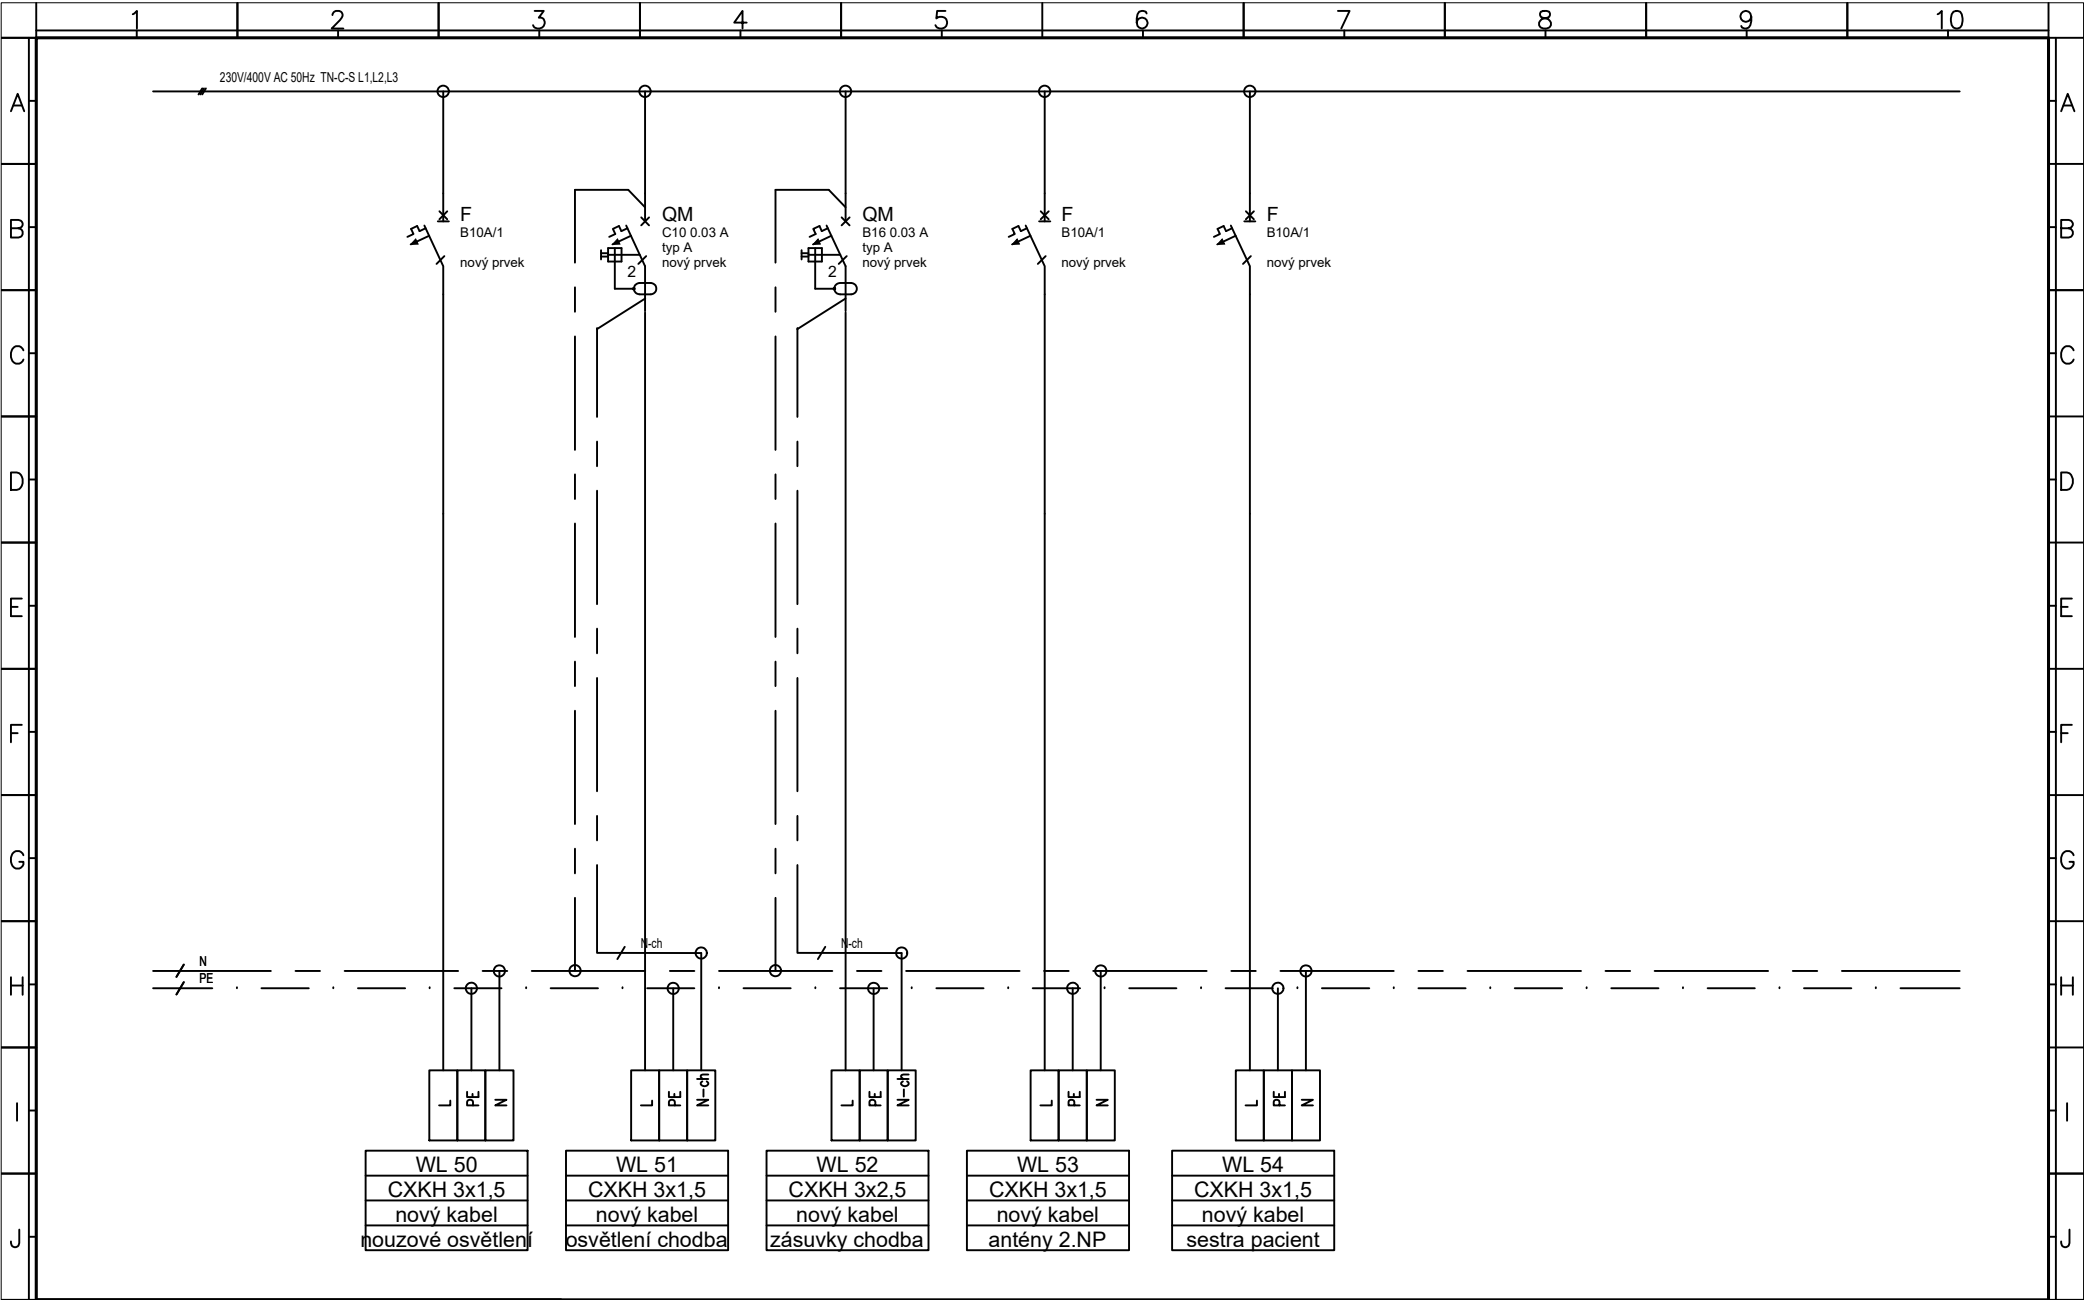 1 2 3 4 5 6 7 8 9 10
230V/400V AC 50Hz TN-C-S L1,L2,L3
A A
B B
C C
D D
E E
F F
G G
H H
I I
J J
F
B10A/1
nový prvek
QM
C10 0.03 A
typ A
nový prvek
2
QM
B16 0.03 A
typ A
nový prvek
2
F
B10A/1
nový prvek
F
B10A/1
nový prvek
N-ch
N-ch
N
PE
L PE N
L PE N-ch
L PE N-ch
L PE N
L PE N
WL 50
CXKH 3x1,5
nový kabel
nouzové osvětlení
WL 51
CXKH 3x1,5
nový kabel
osvětlení chodba
WL 52
CXKH 3x2,5
nový kabel
zásuvky chodba
WL 53
CXKH 3x1,5
nový kabel
antény 2.NP
WL 54
CXKH 3x1,5
nový kabel
sestra pacient